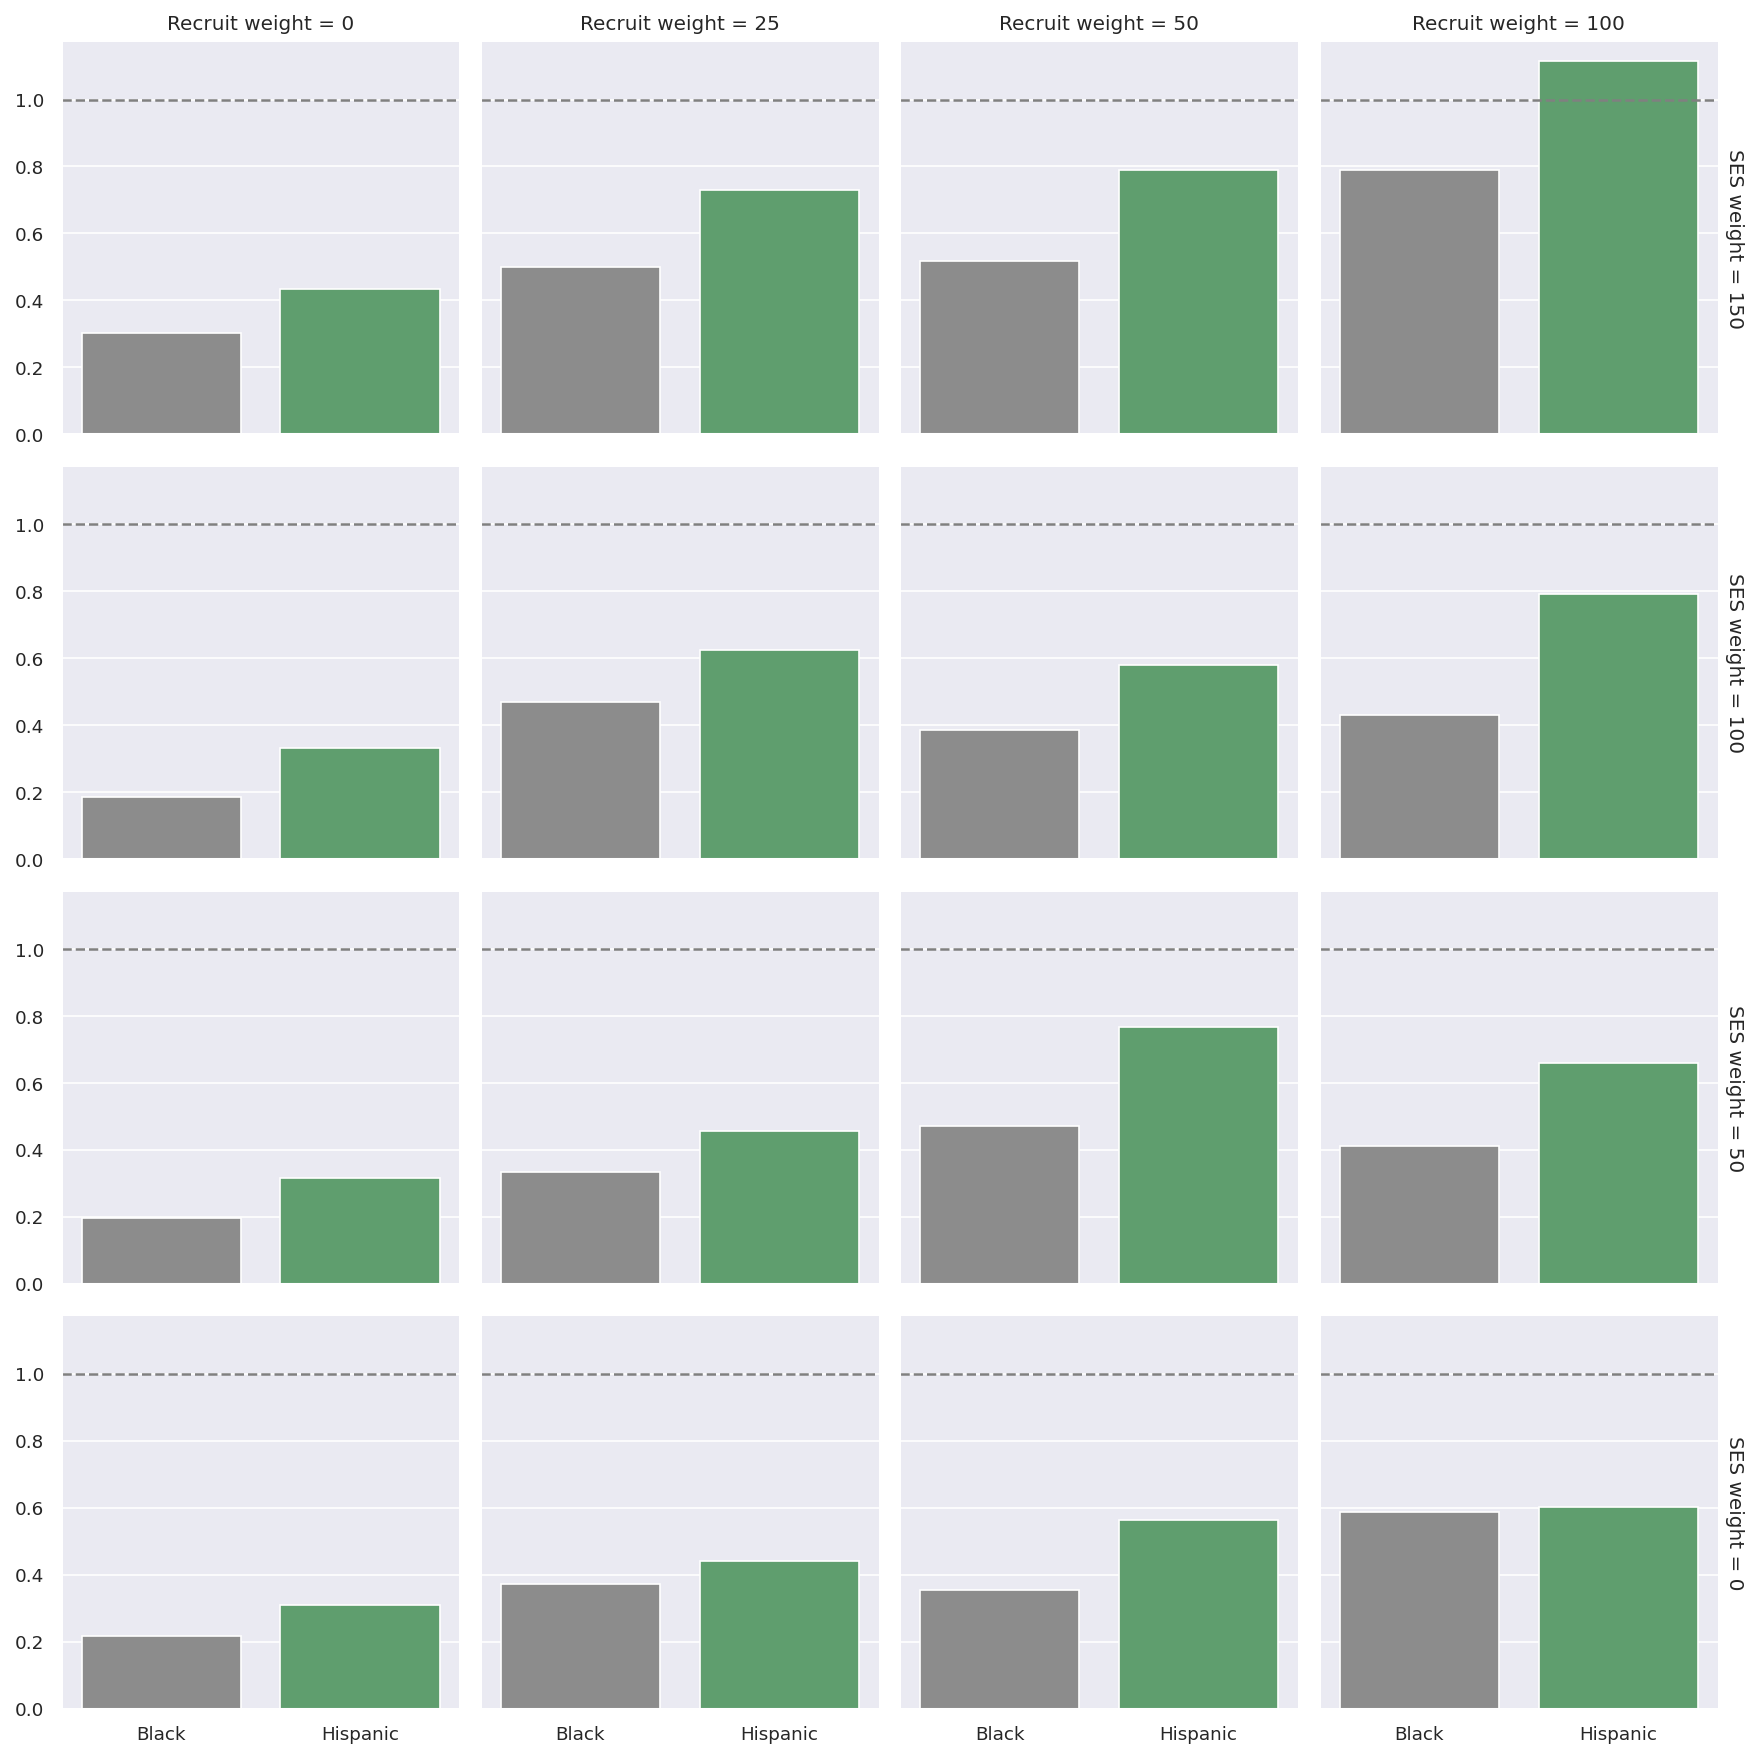 Recruit weight = 0
Recruit weight = 25
Recruit weight = 50
Recruit weight = 100
1.0
0.8
0.6
0.4
0.2
0.0
SES weight = 150
1.0
0.8
0.6
0.4
0.2
0.0
SES weight = 100
1.0
0.8
0.6
0.4
0.2
0.0
SES weight = 50
1.0
0.8
0.6
0.4
0.2
0.0
SES weight = 0
Black
Hispanic
Black
Hispanic
Black
Hispanic
Black
Hispanic